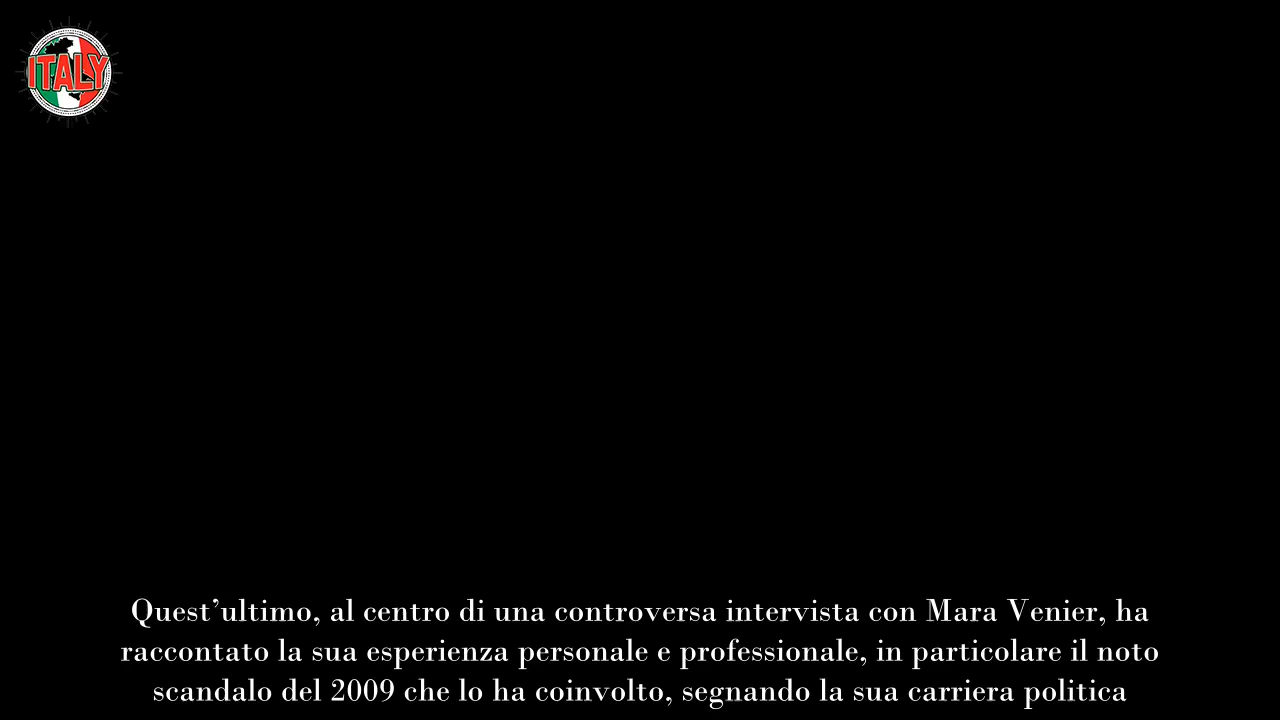 ITALY
Quest’ultimo, al centro di una controversa intervista con Mara Venier, ha
raccontato la sua esperienza personale e professionale, in particolare il noto
scandalo del 2009 che lo ha coinvolto, segnando la sua carriera politica